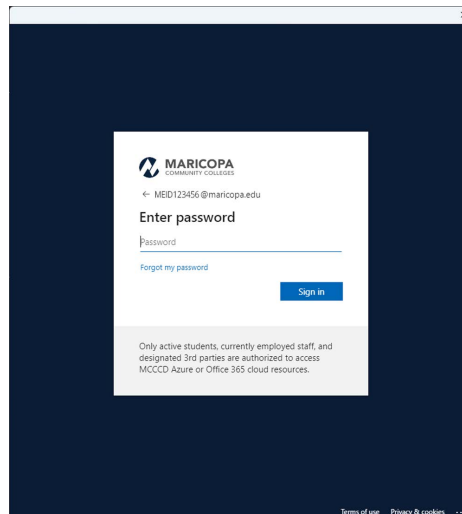 MARICOPA
COMMUNITY COLLEGES
← MEID123456@maricopa.edu
Enter password
Password
Forgot my password
Sign in
Only active students, currently employed staff, and
designated 3rd parties are authorized to access
MCCCD Azure or Office 365 cloud resources.
Terms of use Privacy & cookies